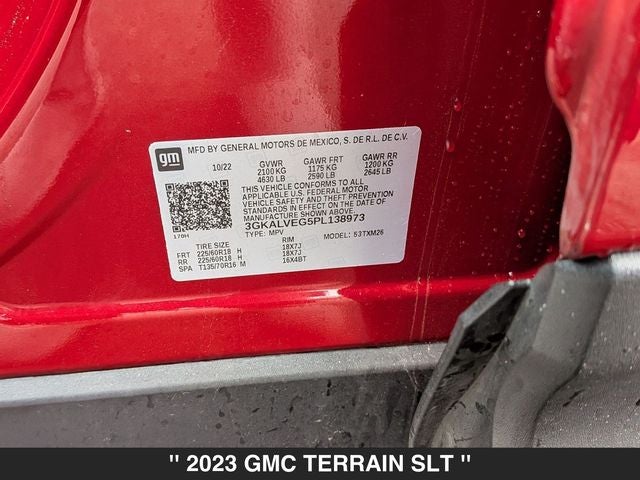 MFD BY GENERAL MOTORS DE MEXICO, S. DE R.L. DE C.V.
gm
10/22 GVWR GAWR FRT GAWR RR
2100 KG 1175 KG 1200 KG
4630 LB 2590 LB 2645 LB
THIS VEHICLE CONFORMS TO ALL
APPLICABLE U.S. FEDERAL MOTOR
VEHICLE SAFETY AND THEFT PREVENTION
STANDARDS IN EFFECT ON THE DATE OF
MANUFACTURE SHOWN ABOVE.
3GKALVEG5PL138973
TYPE: MPV MODEL: 53TXM26
170H
TIRE SIZE RIM
FRT 225/60R18 H 18X7J
RR 225/60R18 H 18X7J
SPA T135/70R16 M 16X4BT
" 2023 GMC TERRAIN SLT "